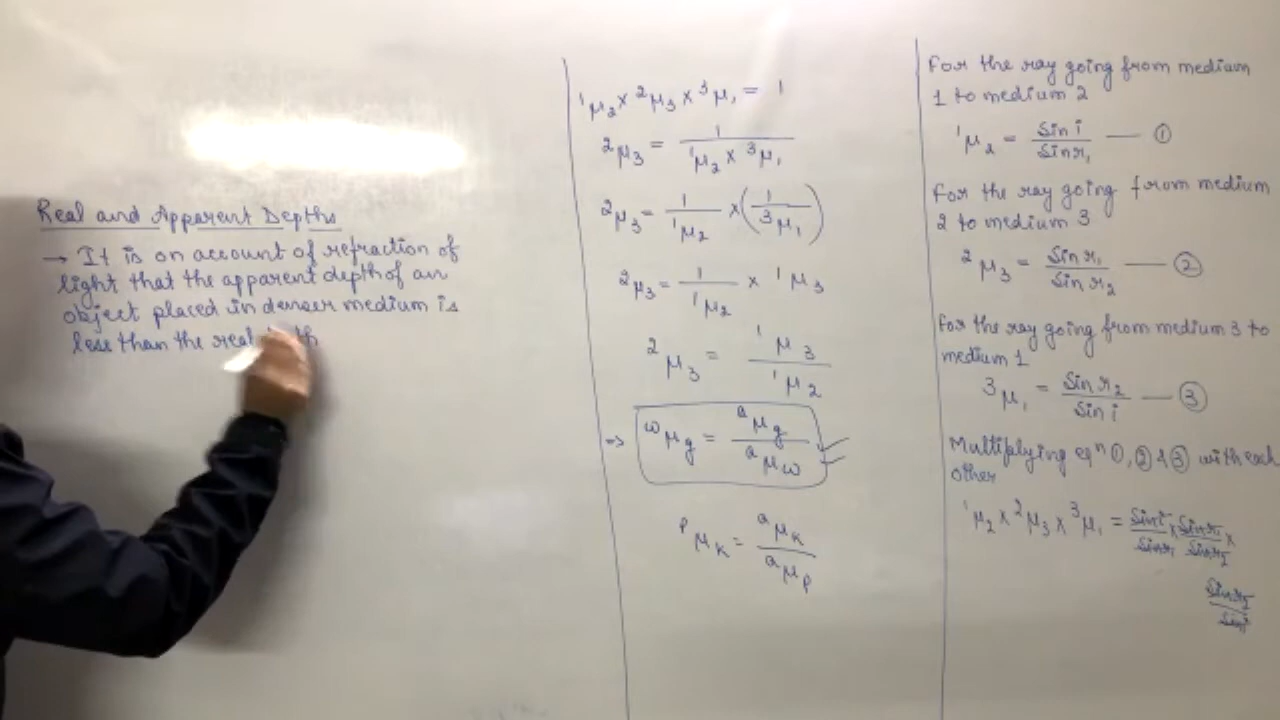 Real and Apparent Depths
→ It is on account of refraction of
light that the apparent depth of an
object placed in denser medium is
less than the real
¹μ₂ × ²μ₃ × ³μ₁ = 1
²μ₃ = 1 / ¹μ₂ × ³μ₁
²μ₃ = 1/¹μ₂ × (1/³μ₁)
²μ₃ = 1/¹μ₂ × ¹μ₃
²μ₃ = ¹μ₃ / ¹μ₂
⇒ ʷμg = ᵃμg / ᵃμω
ᴾμK = ᵃμK / ᵃμP
For the ray going from medium
1 to medium 2
¹μ₂ = Sin i / Sin r₁ — ①
For the ray going from medium
2 to medium 3
²μ₃ = Sin r₁ / Sin r₂ — ②
For the ray going from medium 3 to
medium 1
³μ₁ = Sin r₂ / Sin i — ③
Multiplying eqⁿ ①, ② & ③ with each
other
¹μ₂ × ²μ₃ × ³μ₁ = Sin i / Sin r₁ × Sin r₁ / Sin r₂ ×
Sin r₂ / Sin i